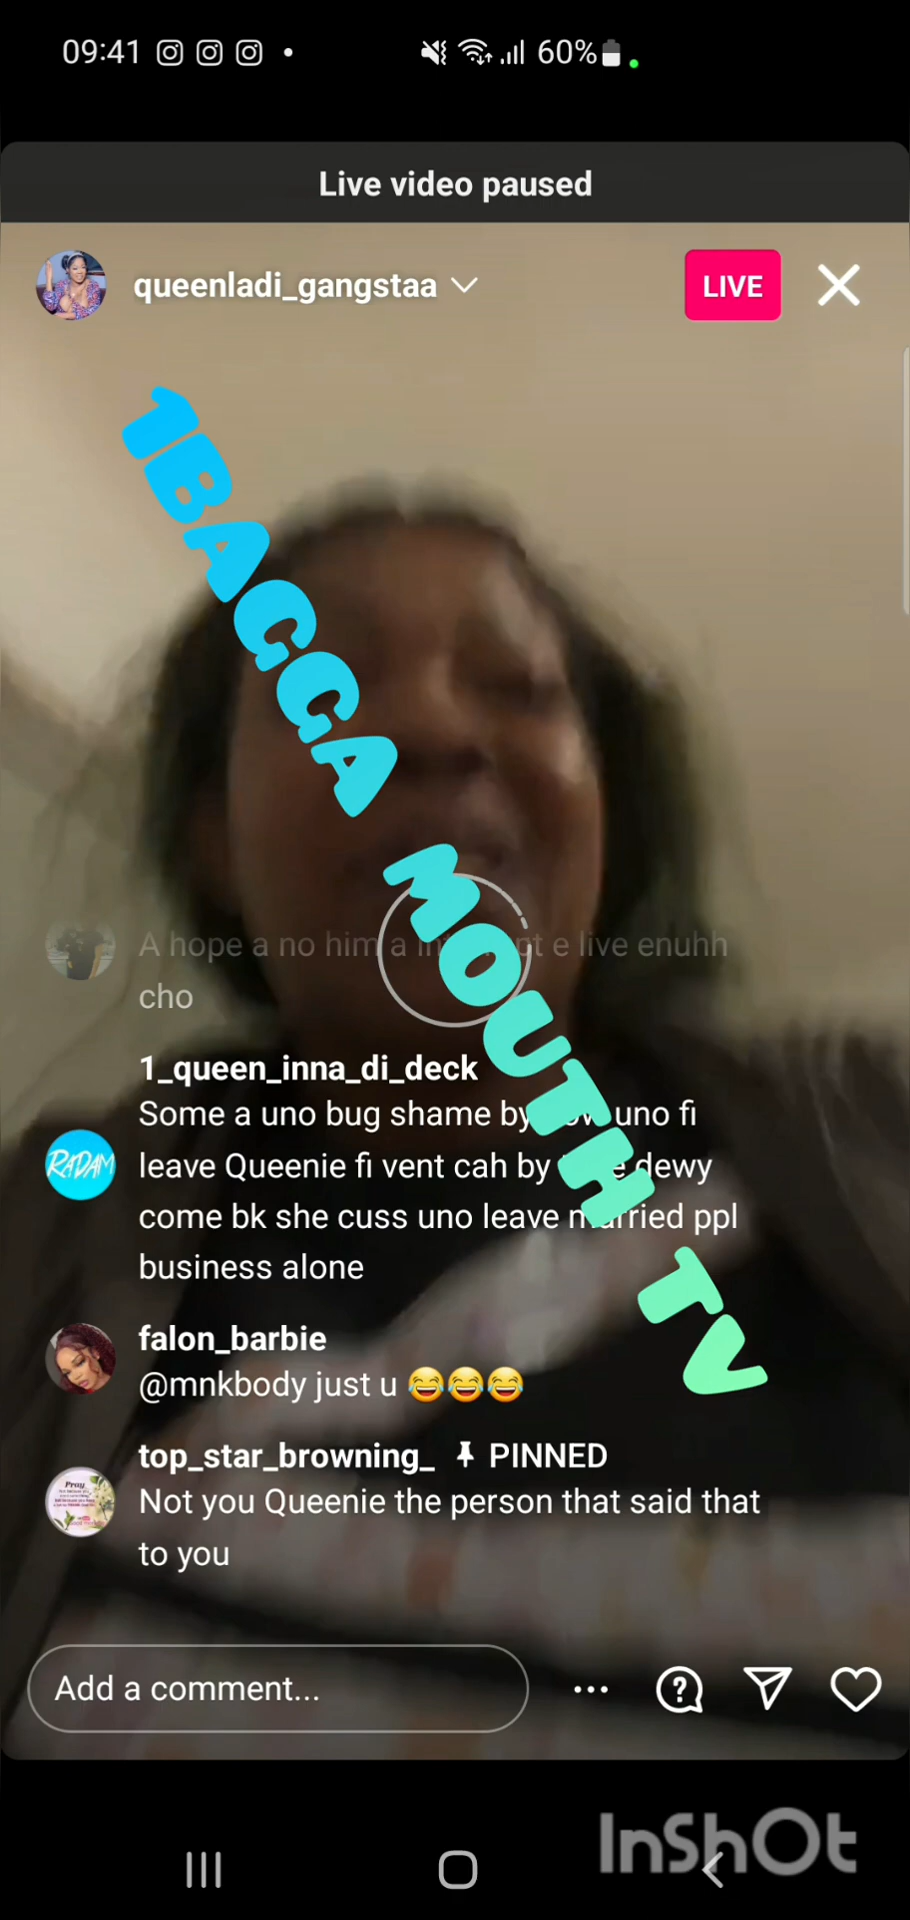 09:41
60%
Live video paused
queenladi_gangstaa
LIVE
1BAGGA MOUTH TV
A hope a no him a e live enuhh
cho
1_queen_inna_di_deck
Some a uno bug shame by uno fi
leave Queenie fi vent cah by dewy
come bk she cuss uno leave married ppl
business alone
RADAM
falon_barbie
@mnkbody just u 😂😂😂
top_star_browning_ PINNED
Not you Queenie the person that said that
to you
Pray
Add a comment...
InShOt